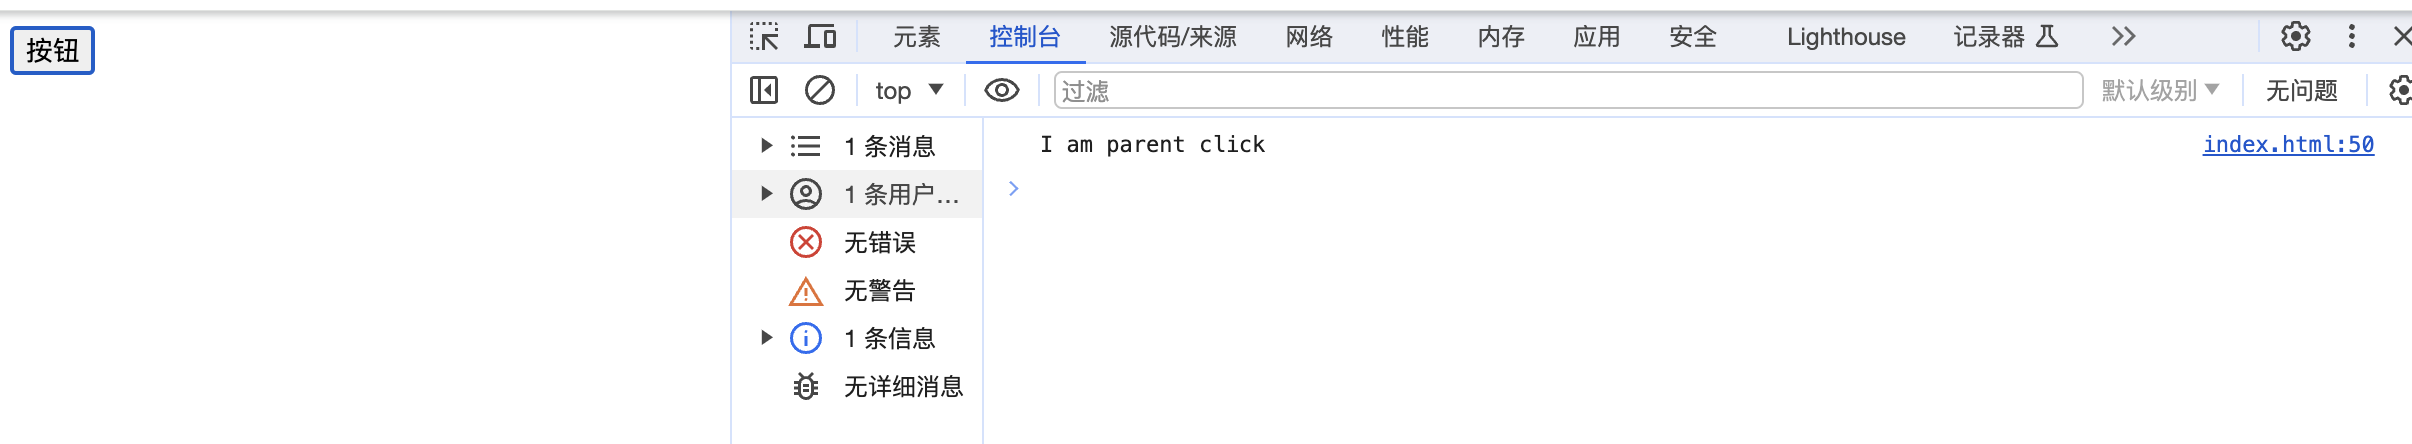 按钮
元素 控制台 源代码/来源 网络 性能 内存 应用 安全 Lighthouse 记录器
top 过滤 默认级别 无问题
1 条消息
1 条用户...
无错误
无警告
1 条信息
无详细消息
I am parent click index.html:50